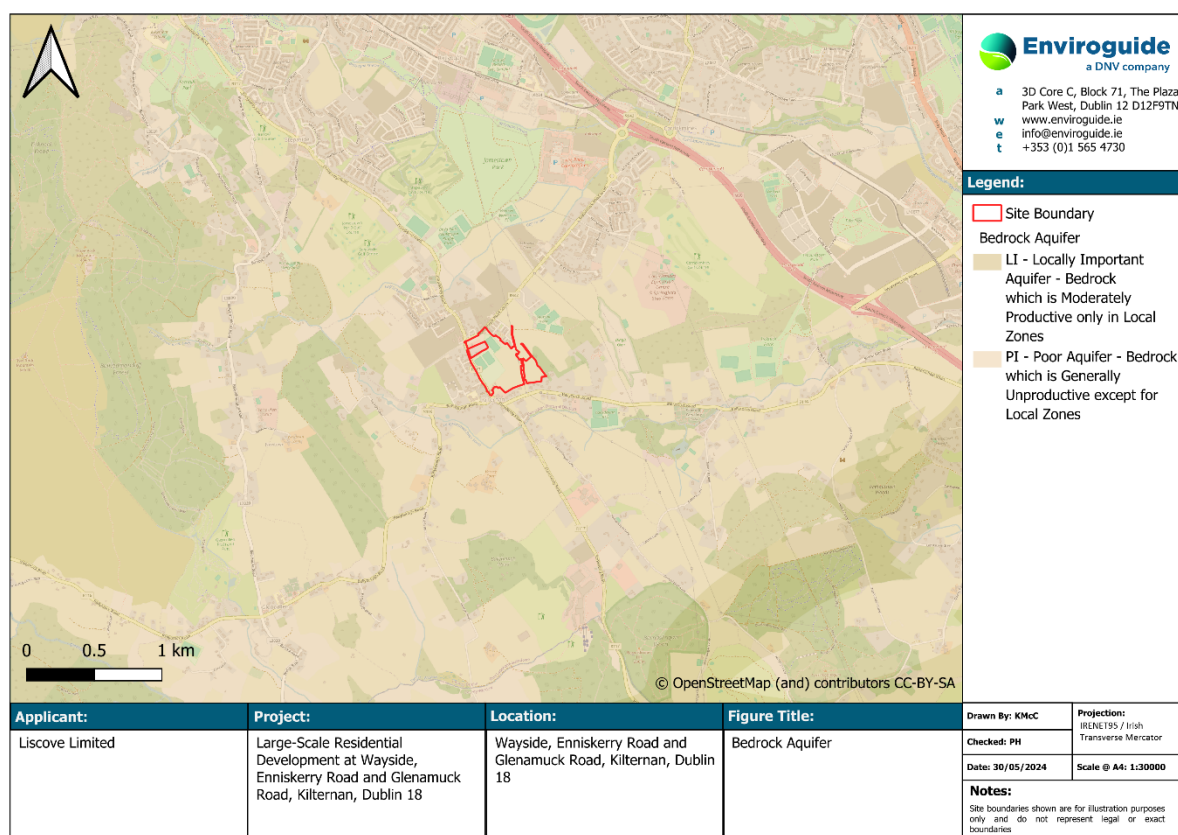 Enviroguide
a DNV company
a 3D Core C, Block 71, The Plaza
Park West, Dublin 12 D12F9TN
w www.enviroguide.ie
e info@enviroguide.ie
t +353 (0)1 565 4730
Legend:
Site Boundary
Bedrock Aquifer
LI - Locally Important
Aquifer - Bedrock
which is Moderately
Productive only in Local
Zones
PI - Poor Aquifer - Bedrock
which is Generally
Unproductive except for
Local Zones
0 0.5 1 km
© OpenStreetMap (and) contributors CC-BY-SA
Applicant:
Liscove Limited
Project:
Large-Scale Residential
Development at Wayside,
Enniskerry Road and Glenamuck
Road, Kilternan, Dublin 18
Location:
Wayside, Enniskerry Road and
Glenamuck Road, Kilternan, Dublin
18
Figure Title:
Bedrock Aquifer
Drawn By: KMcC
Checked: PH
Date: 30/05/2024
Projection:
IRENET95 / Irish
Transverse Mercator
Scale @ A4: 1:30000
Notes:
Site boundaries shown are for illustration purposes
only and do not represent legal or exact
boundaries